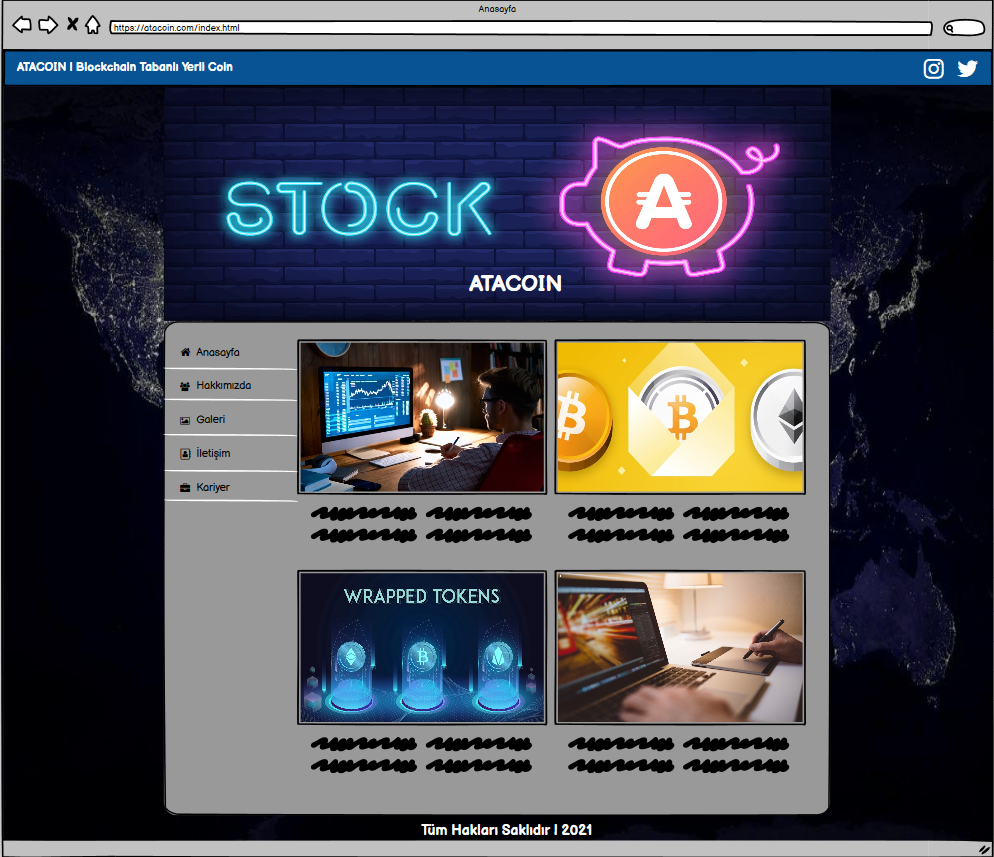 Anasayfa
https://atacoin.com/index.html
ATACOIN | Blockchain Tabanlı Yerli Coin
STOCK
ATACOIN
Anasayfa
Hakkımızda
Galeri
İletişim
Kariyer
WRAPPED TOKENS
Tüm Hakları Saklıdır | 2021